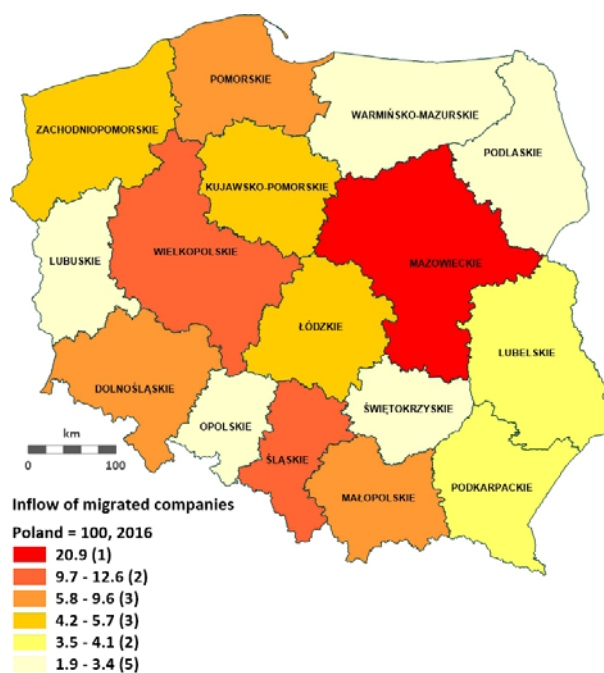 POMORSKIE
WARMIŃSKO-MAZURSKIE
ZACHODNIOPOMORSKIE
PODLASKIE
KUJAWSKO-POMORSKIE
WIELKOPOLSKIE
LUBUSKIE
MAZOWIECKIE
ŁÓDZKIE
LUBELSKIE
DOLNOŚLĄSKIE
ŚWIĘTOKRZYSKIE
OPOLSKIE
km
ŚLĄSKIE
0 100
MAŁOPOLSKIE
PODKARPACKIE
Inflow of migrated companies
Poland = 100, 2016
20.9 (1)
9.7 - 12.6 (2)
5.8 - 9.6 (3)
4.2 - 5.7 (3)
3.5 - 4.1 (2)
1.9 - 3.4 (5)